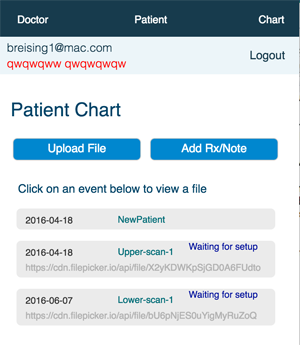 Doctor Patient Chart
breising1@mac.com
Logout
qwqwqww qwqwqwqw
Patient Chart
Upload File Add Rx/Note
Click on an event below to view a file
2016-04-18 NewPatient
2016-04-18 Upper-scan-1 Waiting for setup
https://cdn.filepicker.io/api/file/X2yKDWKpSjGD0A6FUdto
2016-06-07 Lower-scan-1 Waiting for setup
https://cdn.filepicker.io/api/file/bU6pNjES0uYigMyRuZoQ